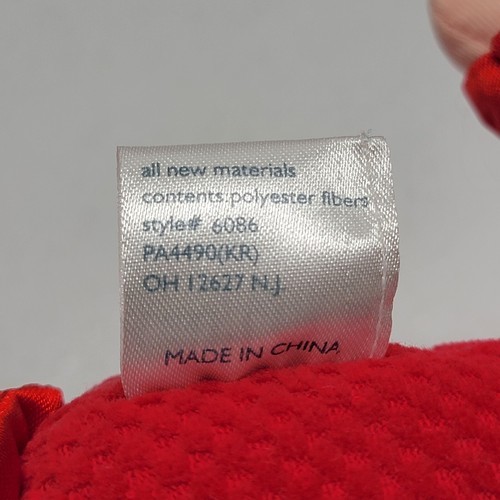 all new materials
contents:polyester fibers
style# 6086
PA4490(KR)
OH 12627 N.J.
MADE IN CHINA